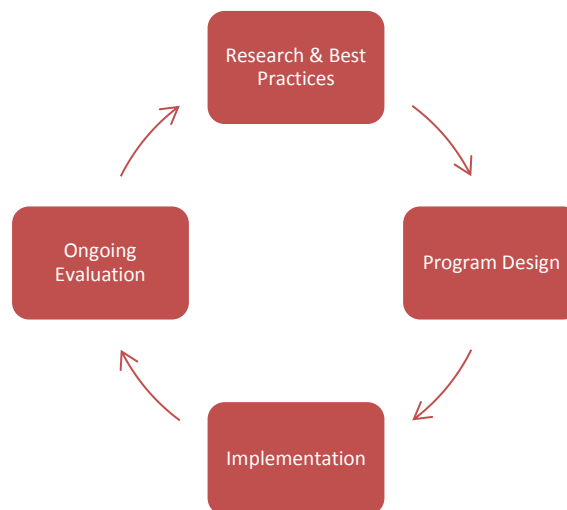 Research & Best
Practices
Program Design
Implementation
Ongoing
Evaluation